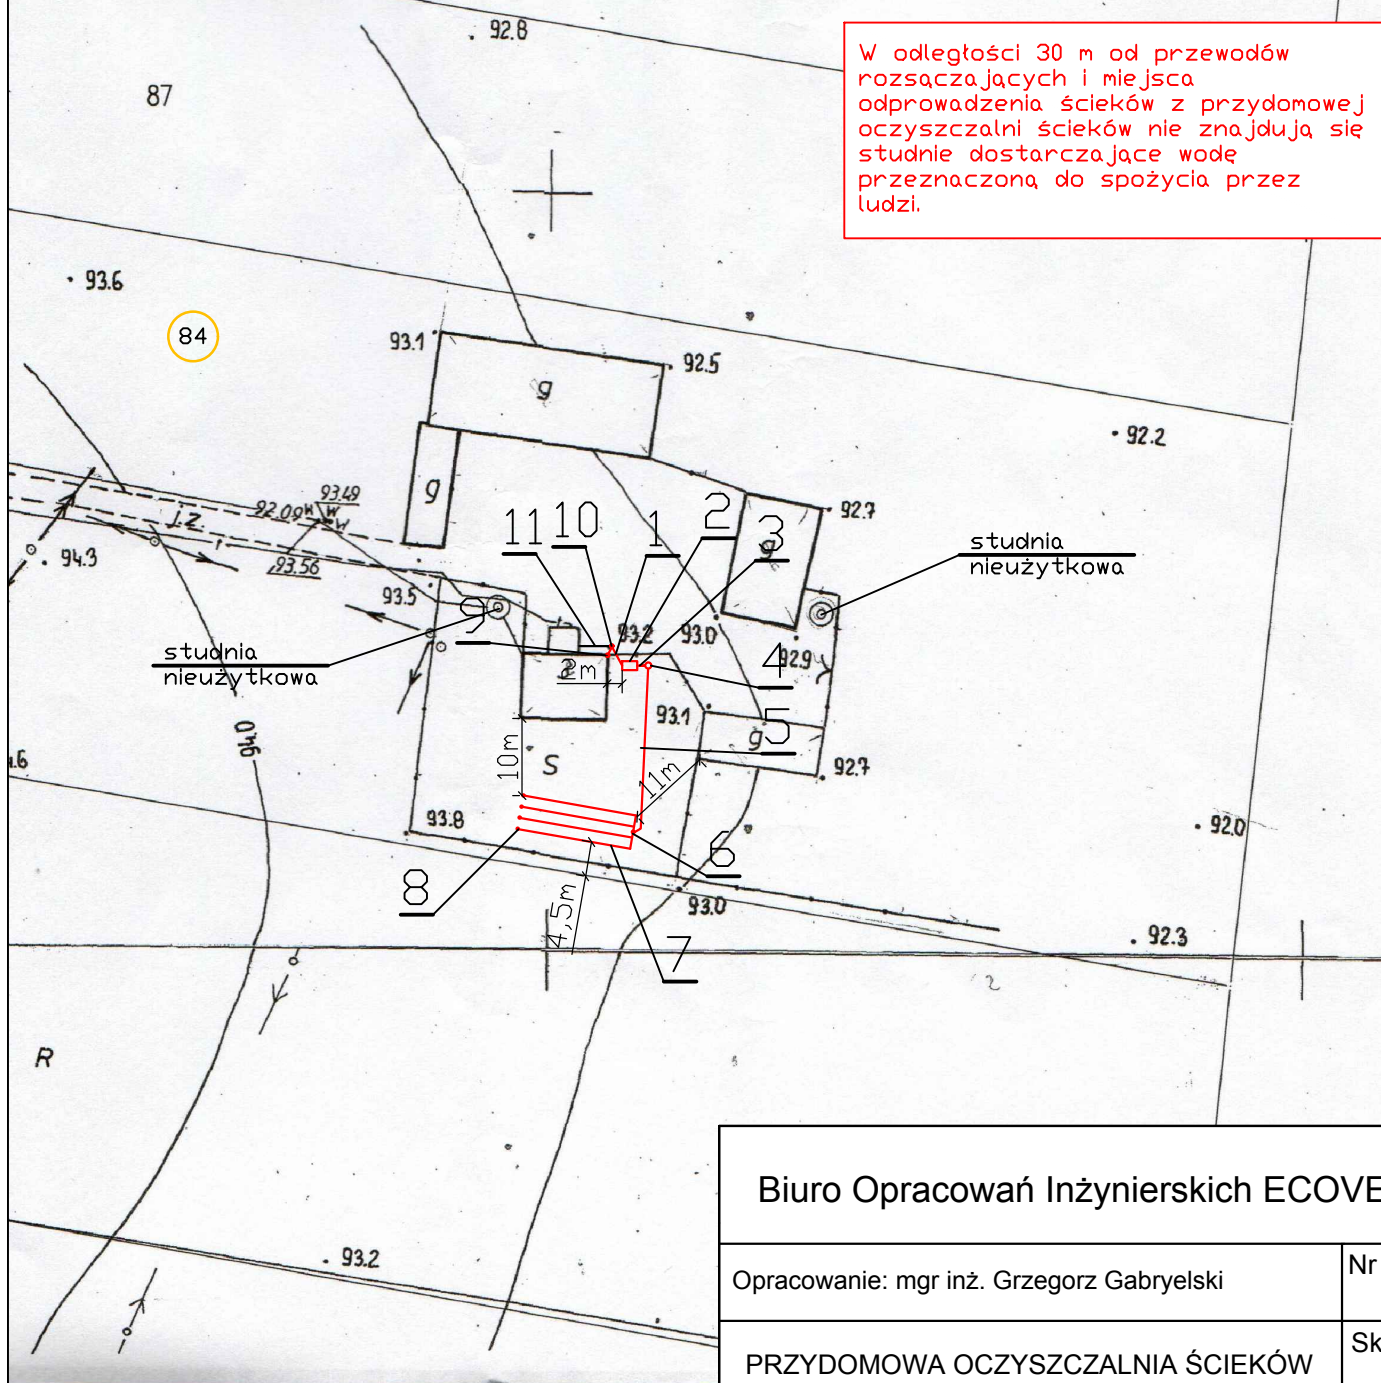 92.8
W odległości 30 m od przewodów
rozsączających i miejsca
odprowadzenia ścieków z przydomowej
oczyszczalni ścieków nie znajdują się
studnie dostarczające wodę
przeznaczoną do spożycia przez
ludzi.
87
93.6
84
93.1
92.5
g
92.2
g
93.49
92.09
w
w
j.z.
93.56
94.3
11
10
1
2
3
g
92.7
studnia
nieużytkowa
93.5
9
93.2
93.0
92.9
4
studnia
nieużytkowa
2m
93.1
5
g
94.0
10m
S
11m
92.7
93.8
92.0
6
8
4,5m
93.0
7
92.3
2
R
93.2
Biuro Opracowań Inżynierskich ECOVE
Opracowanie: mgr inż. Grzegorz Gabryelski
Nr
PRZYDOMOWA OCZYSZCZALNIA ŚCIEKÓW
Sk